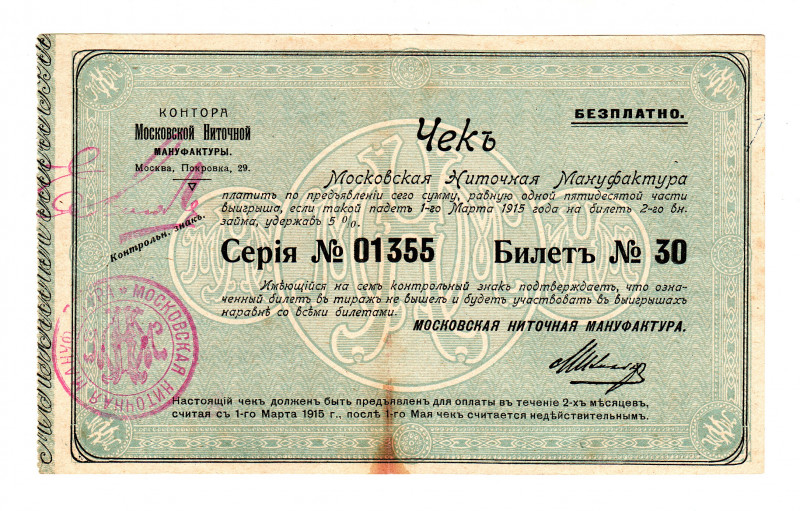 КОНТОРА
Московской Ниточной
МАНУФАКТУРЫ.
Москва, Покровка, 29.
БЕЗПЛАТНО.
Чекъ
Московская Ниточная Мануфактура
платитъ по предъявленіи сего сумму, равную одной пятидесятой части
выигрыша, если такой падетъ 1-го Марта 1915 года на билетъ 2-го вн.
займа, удержавъ 5%.
Контрольн. знакъ.
Серія № 01355 Билетъ № 30
Имѣющійся на семъ контрольный знакъ подтверждаетъ, что озна-
ченный билетъ въ тиражъ не вышелъ и будетъ участвовать въ выигрышахъ
наравнѣ со всѣми билетами.
МОСКОВСКАЯ НИТОЧНАЯ МАНУФАКТУРА.
МОСКОВСКАЯ НИТОЧНАЯ
Настоящій чекъ долженъ быть предъявленъ для оплаты въ теченіе 2-хъ мѣсяцевъ,
считая съ 1-го Марта 1915 г., послѣ 1-го Мая чекъ считается недѣйствительнымъ.